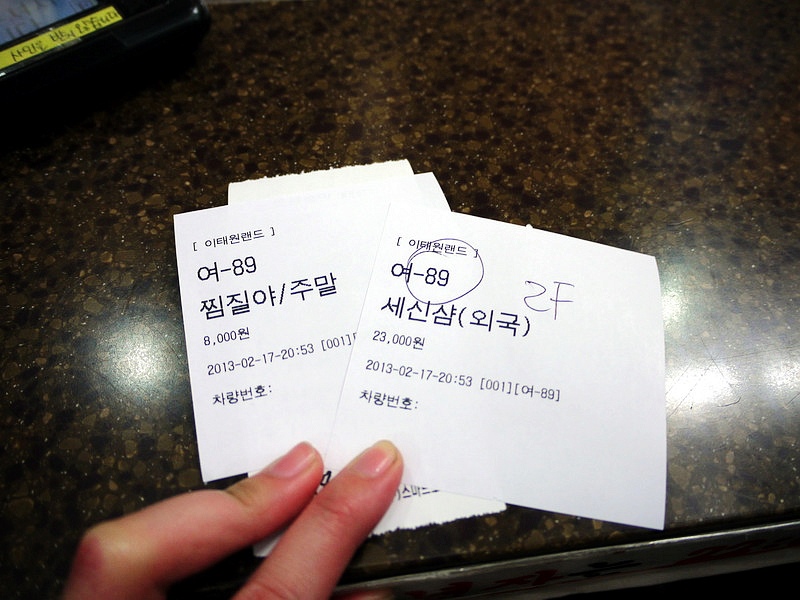 [ 이태원랜드 ]
여-89
찜질야/주말
8,000원
2013-02-17-20:53 [001][
차량번호:
[ 이태원랜드 ]
여-89
2F
세신샴(외국)
23,000원
2013-02-17-20:53 [001][여-89]
차량번호: